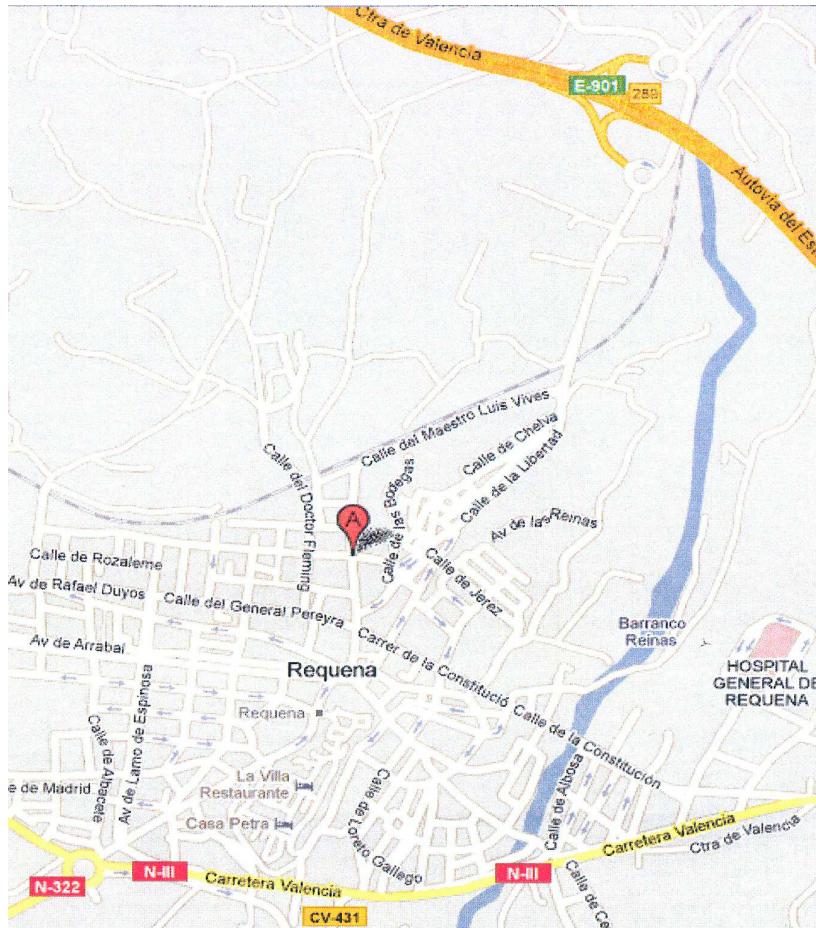 Ctra de Valencia
E-901
289
Autovía del Est
Calle del Maestro Luis Vives
Calle de Chelva
Calle de la Libertad
Calle del Doctor Fleming
Calle de las Bodegas
A
Av de las Reinas
Calle de Rozaleme
Calle de Jerez
Av de Rafael Duyos
Calle del General Pereyra
Carrer de la Constitució
Barranco
Reinas
Av de Arrabal
HOSPITAL
GENERAL DE
REQUENA
Requena
Requena
Calle de la Constitución
Av de Lamo de Espinosa
Calle de Albacete
La Villa
Restaurante
e de Madrid
Casa Petra
Calle de Loreto Gallego
Calle de Albosa
Carretera Valencia
Ctra de Valencia
N-322
N-III
Carretera Valencia
N-III
Calle de Ce
CV-431